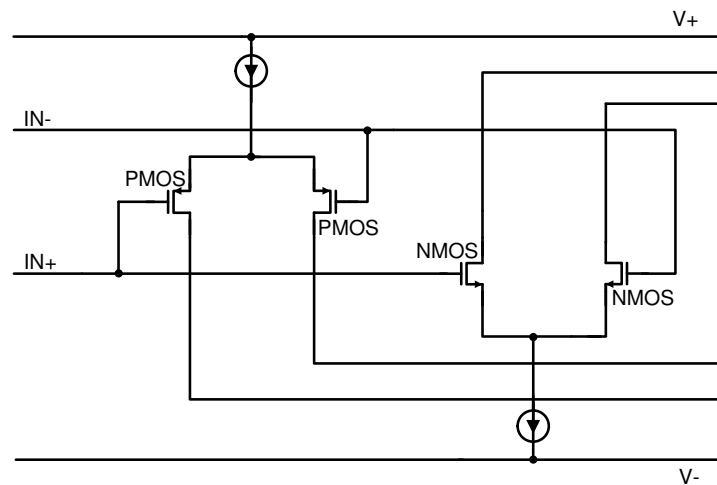 V+
IN-
PMOS
PMOS
NMOS
IN+
NMOS
V-